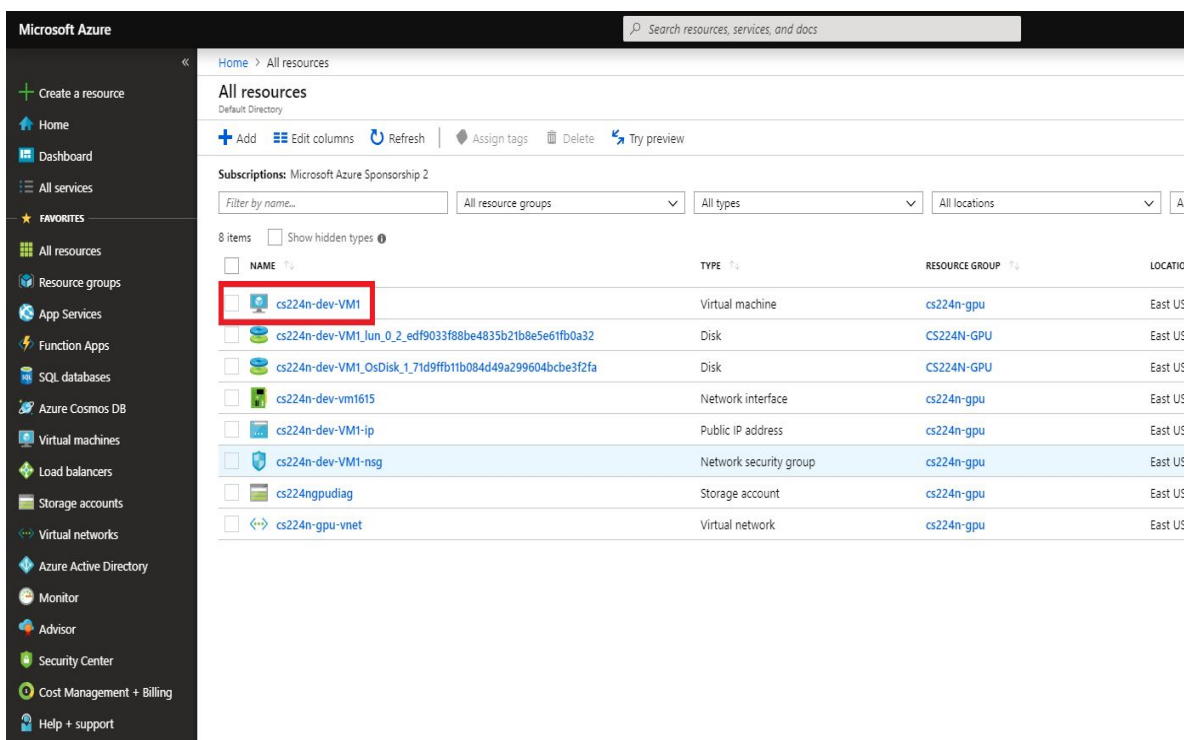 Microsoft Azure
Search resources, services, and docs
«
Create a resource
Home
Dashboard
All services
FAVORITES
All resources
Resource groups
App Services
Function Apps
SQL databases
Azure Cosmos DB
Virtual machines
Load balancers
Storage accounts
Virtual networks
Azure Active Directory
Monitor
Advisor
Security Center
Cost Management + Billing
Help + support
Home > All resources
All resources
Default Directory
Add Edit columns Refresh Assign tags Delete Try preview
Subscriptions: Microsoft Azure Sponsorship 2
Filter by name... All resource groups All types All locations A
8 items Show hidden types
NAME TYPE RESOURCE GROUP LOCATIO
cs224n-dev-VM1 Virtual machine cs224n-gpu East US
cs224n-dev-VM1_lun_0_2_edf9033f88be4835b21b8e5e61fb0a32 Disk CS224N-GPU East US
cs224n-dev-VM1_OsDisk_1_71d9ffb11b084d49a299604bcbe3f2fa Disk CS224N-GPU East US
cs224n-dev-vm1615 Network interface cs224n-gpu East US
cs224n-dev-VM1-ip Public IP address cs224n-gpu East US
cs224n-dev-VM1-nsg Network security group cs224n-gpu East US
cs224ngpudiag Storage account cs224n-gpu East US
cs224n-gpu-vnet Virtual network cs224n-gpu East US